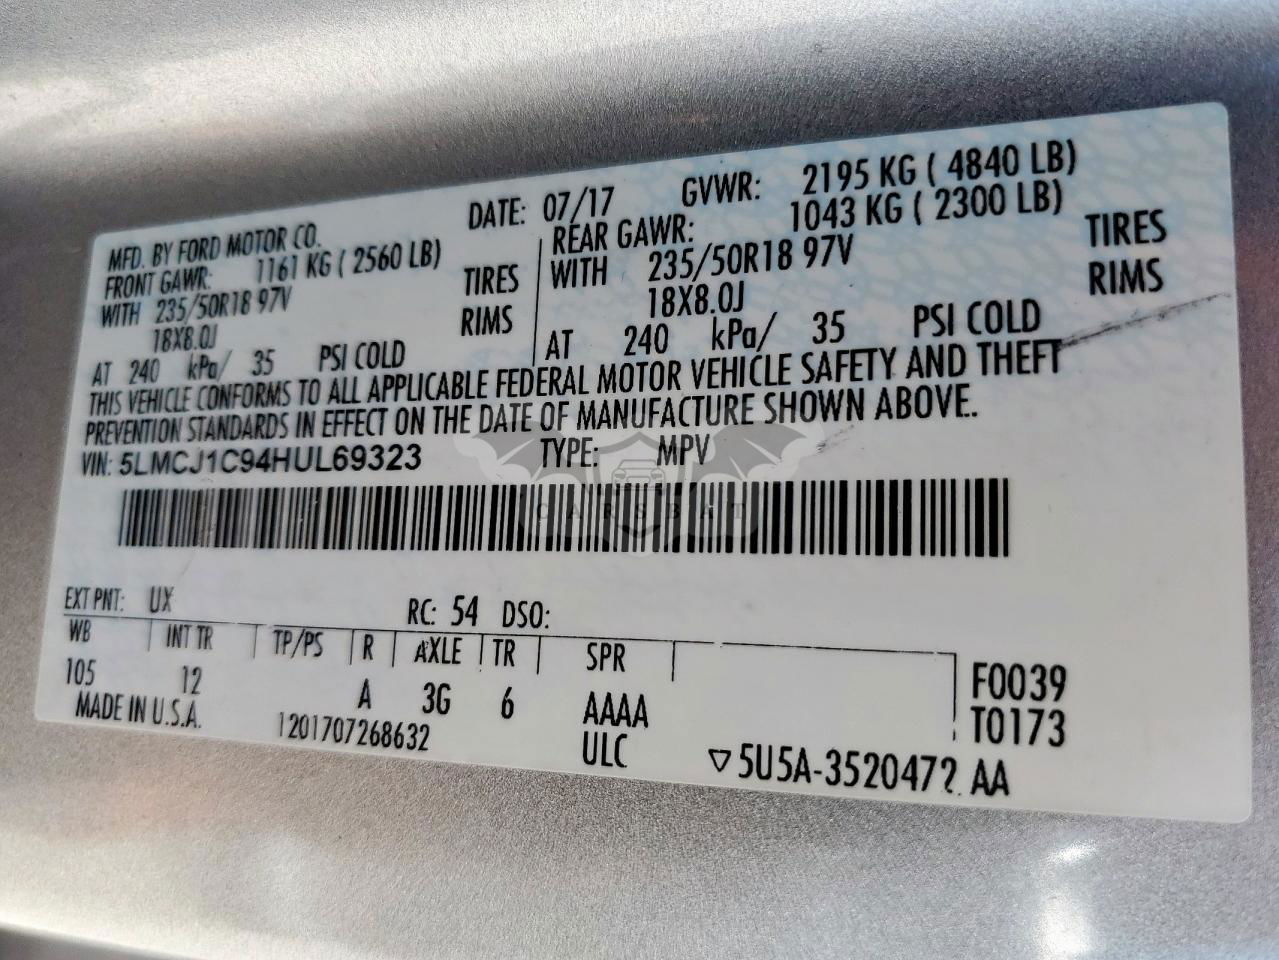 MFD. BY FORD MOTOR CO. DATE: 07/17 GVWR: 2195 KG ( 4840 LB)
FRONT GAWR: 1161 KG ( 2560 LB) REAR GAWR: 1043 KG ( 2300 LB)
WITH 235/50R18 97V TIRES WITH 235/50R18 97V TIRES
18X8.0J RIMS 18X8.0J RIMS
AT 240 kPa/ 35 PSI COLD AT 240 kPa/ 35 PSI COLD
THIS VEHICLE CONFORMS TO ALL APPLICABLE FEDERAL MOTOR VEHICLE SAFETY AND THEFT
PREVENTION STANDARDS IN EFFECT ON THE DATE OF MANUFACTURE SHOWN ABOVE.
VIN: 5LMCJ1C94HUL69323 TYPE: MPV
CARSBAT
EXT PNT: UX RC: 54 DSO:
WB INT TR TP/PS R AXLE TR SPR
105 12 A 3G 6 AAAA F0039
ULC T0173
MADE IN U.S.A. 1201707268632 ▽5U5A-3520472 AA